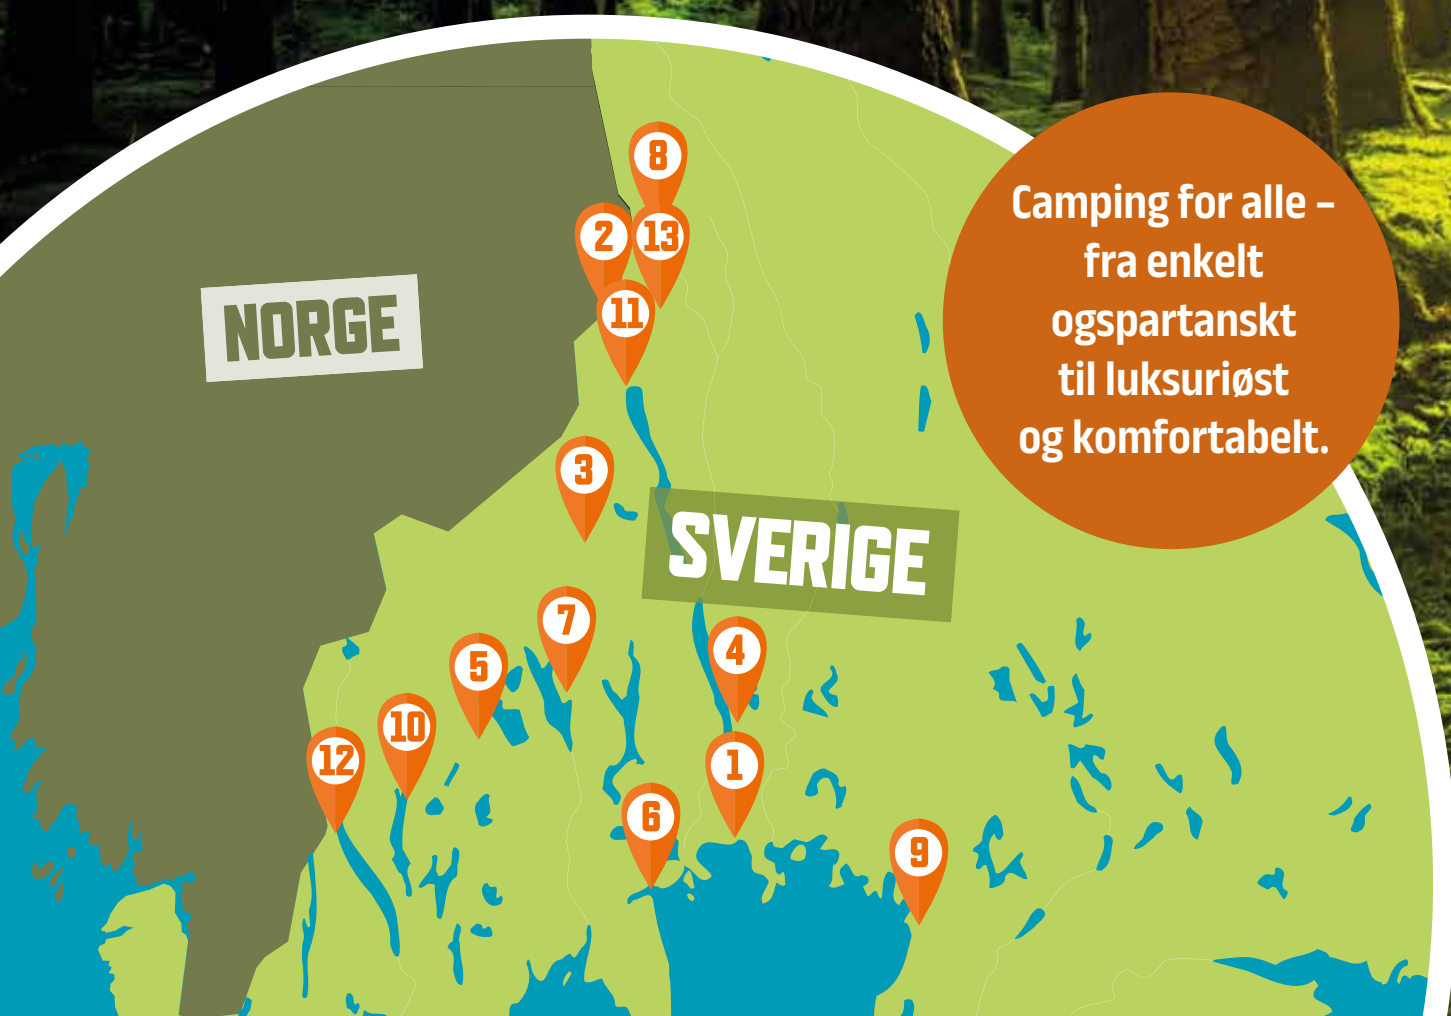 8
2
13
11
NORGE
3
SVERIGE
7
4
5
10
12
1
6
9
Camping for alle –
fra enkelt
ogspartanskt
til luksuriøst
og komfortabelt.